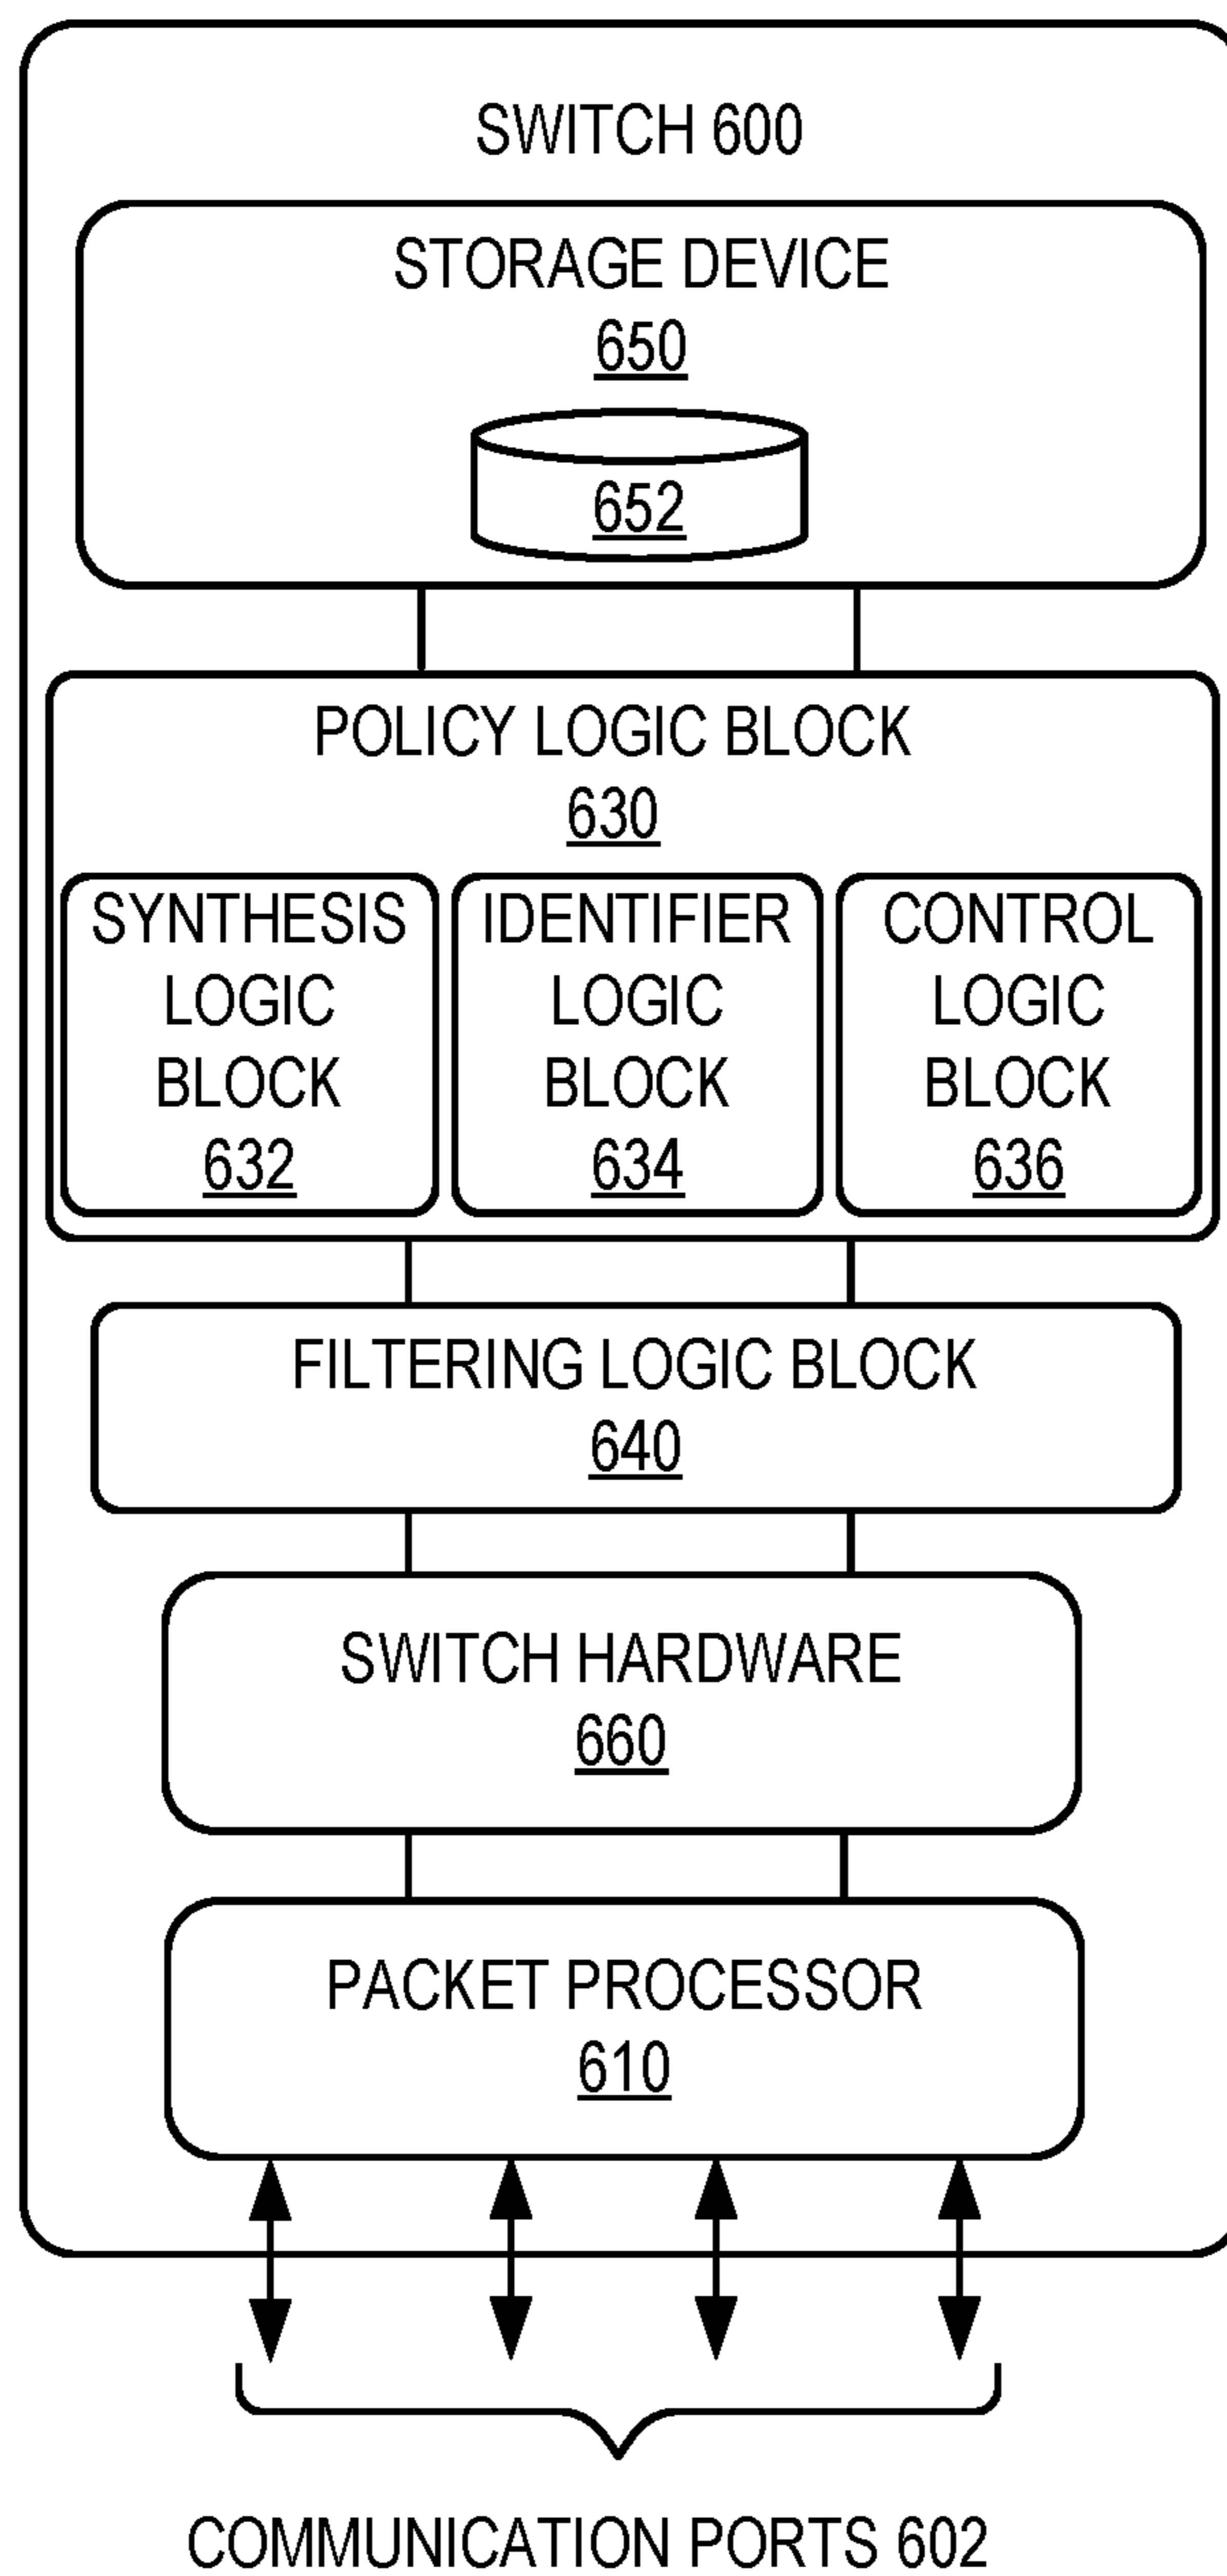 SWITCH 600
STORAGE DEVICE
650
652
POLICY LOGIC BLOCK
630
SYNTHESIS
LOGIC
BLOCK
632
IDENTIFIER
LOGIC
BLOCK
634
CONTROL
LOGIC
BLOCK
636
FILTERING LOGIC BLOCK
640
SWITCH HARDWARE
660
PACKET PROCESSOR
610
COMMUNICATION PORTS 602